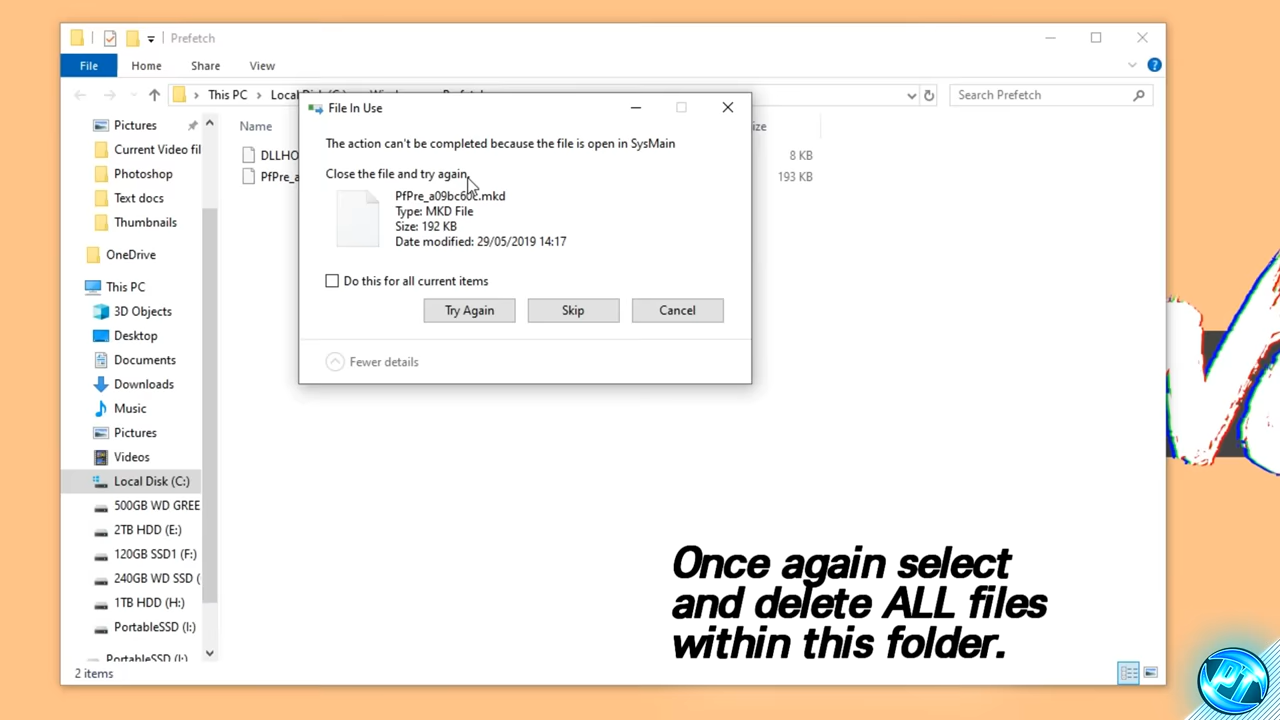 Prefetch
File Home Share View
This PC Local Disk Search Prefetch
File In Use
The action can't be completed because the file is open in SysMain
Close the file and try again.
PfPre_a09bc60c.mkd
Type: MKD File
Size: 192 KB
Date modified: 29/05/2019 14:17
Do this for all current items
Try Again Skip Cancel
Fewer details
Name
DLLHO 8 KB
PfPre_a 193 KB
Pictures
Current Video fil
Photoshop
Text docs
Thumbnails
OneDrive
This PC
3D Objects
Desktop
Documents
Downloads
Music
Pictures
Videos
Local Disk (C:)
500GB WD GREE
2TB HDD (E:)
120GB SSD1 (F:)
240GB WD SSD (
1TB HDD (H:)
PortableSSD (I:)
PortableSSD (I:)
2 items
Once again select
and delete ALL files
within this folder.
PT